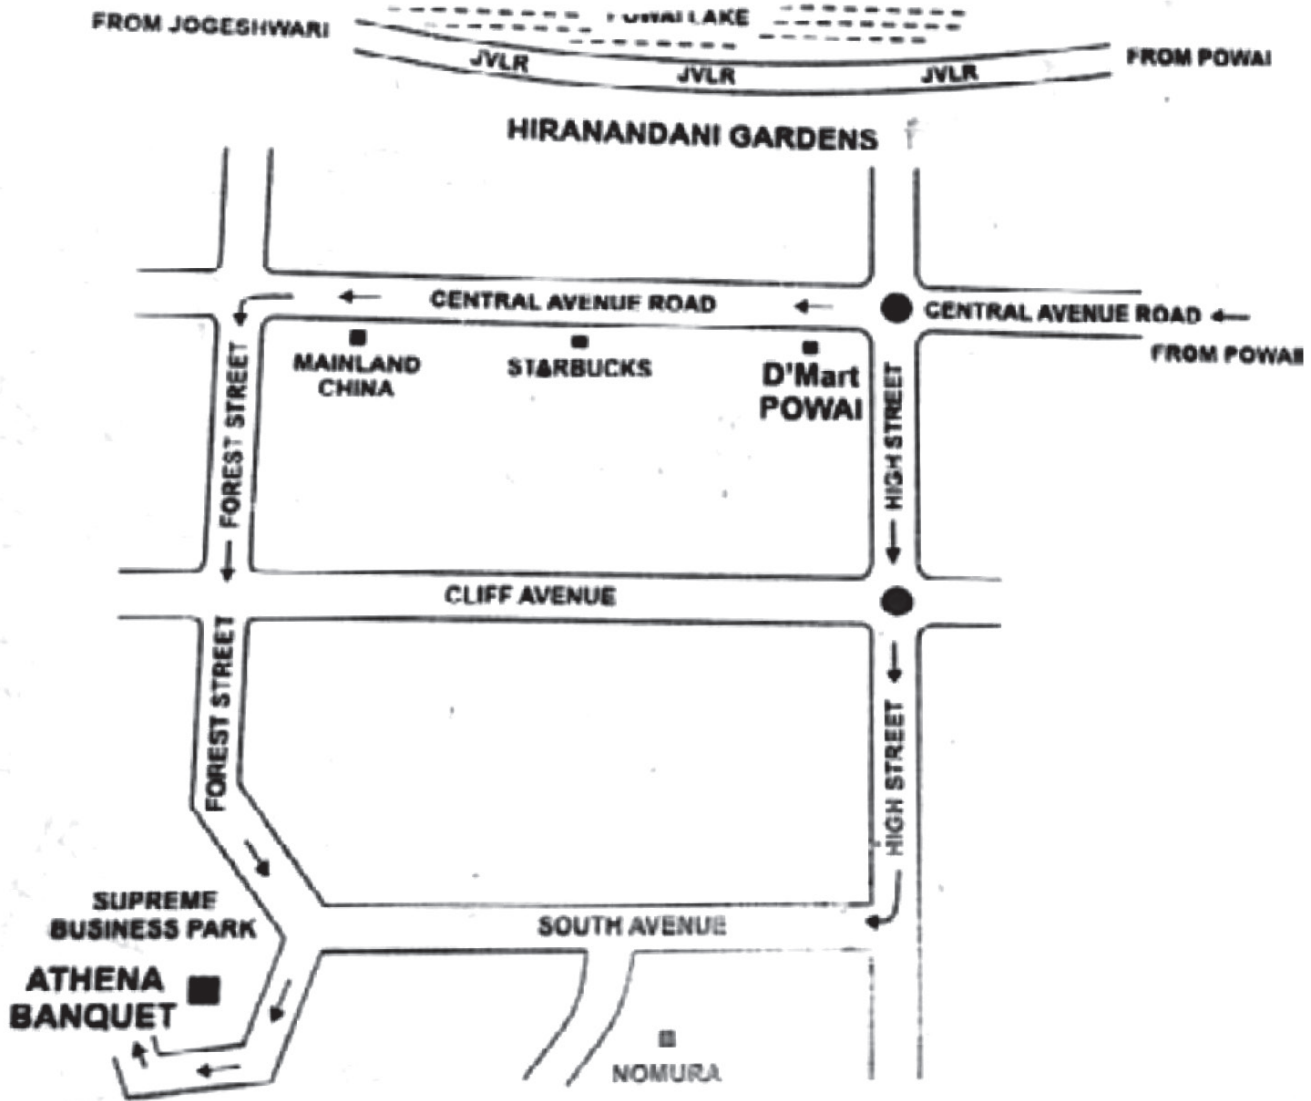 FROM JOGESHWARI
POWAI LAKE
JVLR
JVLR
JVLR
FROM POWAI
HIRANANDANI GARDENS
CENTRAL AVENUE ROAD
CENTRAL AVENUE ROAD
FROM POWAII
MAINLAND
CHINA
STARBUCKS
D'Mart
POWAI
FOREST STREET
HIGH STREET
CLIFF AVENUE
FOREST STREET
HIGH STREET
SUPREME
BUSINESS PARK
SOUTH AVENUE
ATHENA
BANQUET
NOMURA